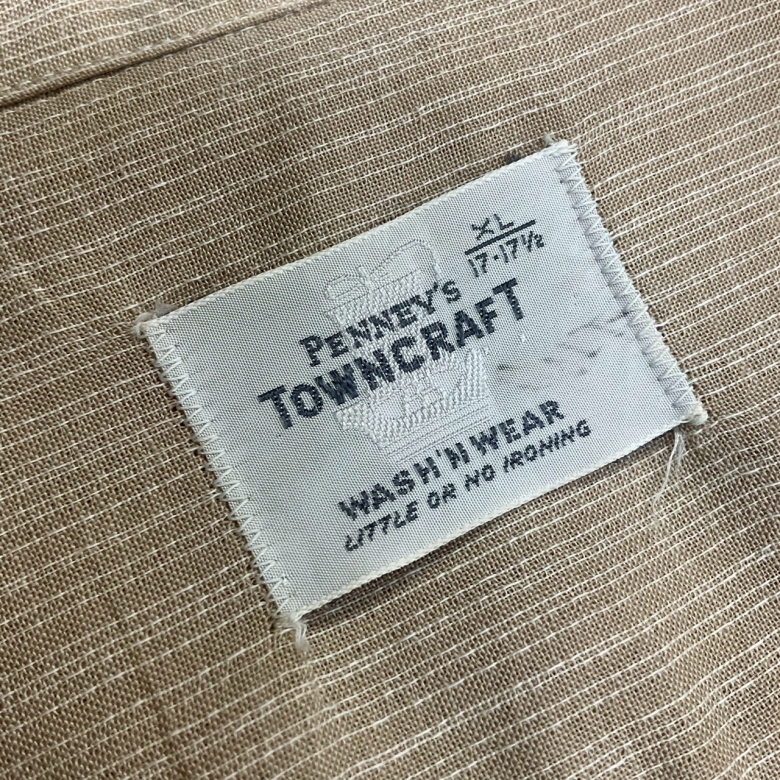 XL
17-17½
PENNEY'S
TOWNCRAFT
WASH'N WEAR
LITTLE OR NO IRONING